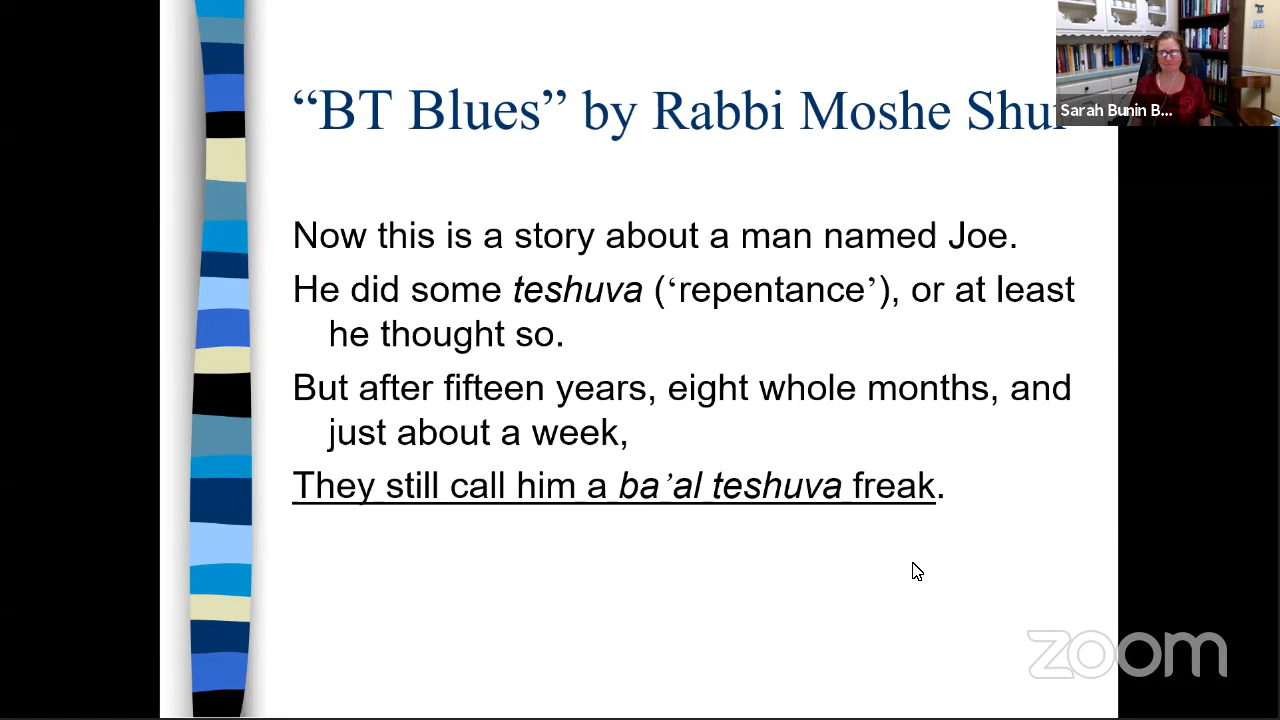 “BT Blues” by Rabbi Moshe
Sarah Bunin B...
Now this is a story about a man named Joe.
He did some teshuva (‘repentance’), or at least
he thought so.
But after fifteen years, eight whole months, and
just about a week,
They still call him a ba’al teshuva freak.
zoom